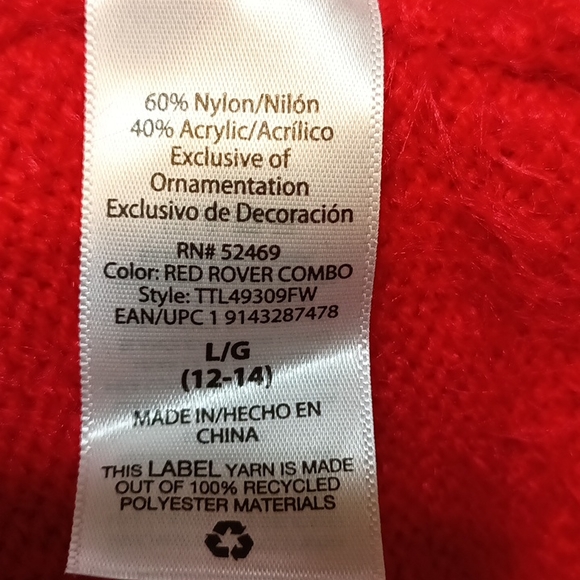 60% Nylon/Nilón
40% Acrylic/Acrílico
Exclusive of
Ornamentation
Exclusivo de Decoración
RN# 52469
Color: RED ROVER COMBO
Style: TTL49309FW
EAN/UPC 1 9143287478
L/G
(12-14)
MADE IN/HECHO EN
CHINA
THIS LABEL YARN IS MADE
OUT OF 100% RECYCLED
POLYESTER MATERIALS